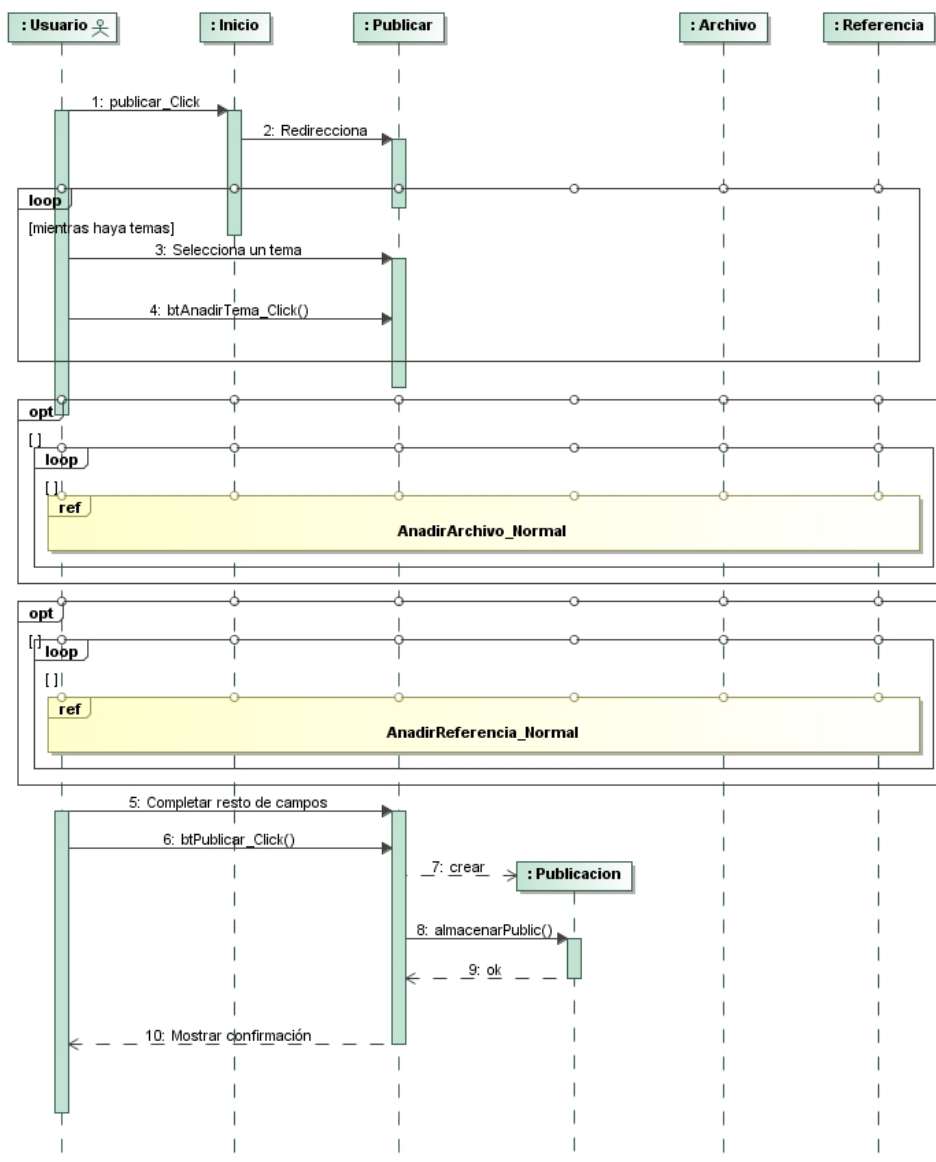 : Usuario
: Inicio
: Publicar
: Archivo
: Referencia
1: publicar_Click
2: Redirecciona
loop
[mientras haya temas]
3: Selecciona un tema
4: btAnadirTema_Click()
opt
[ ]
loop
[ ]
ref
AnadirArchivo_Normal
opt
[ ]
loop
[ ]
ref
AnadirReferencia_Normal
5: Completar resto de campos
6: btPublicar_Click()
7: crear
: Publicacion
8: almacenarPublic()
9: ok
10: Mostrar confirmación